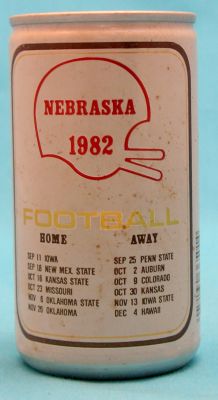 NEBRASKA
1982
FOOTBALL
HOME AWAY
SEP 11 IOWA SEP 25 PENN STATE
SEP 18 NEW MEX STATE OCT 2 AUBURN
OCT 16 KANSAS STATE OCT 9 COLORADO
OCT 23 MISSOURI OCT 30 KANSAS
NOV 6 OKLAHOMA STATE NOV 13 IOWA STATE
NOV 26 OKLAHOMA DEC 4 HAWAII